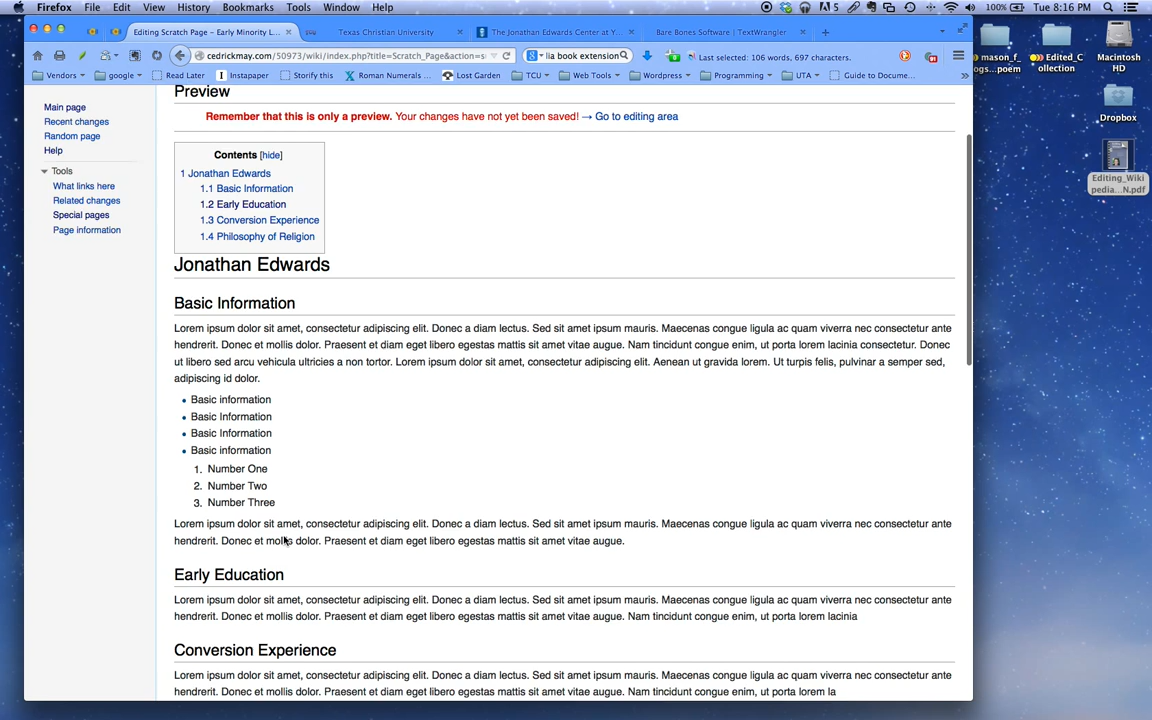 Firefox File Edit View History Bookmarks Tools Window Help
5 100% Tue 8:16 PM
Editing Scratch Page – Early Minority L...
Texas Christian University
The Jonathan Edwards Center at Y...
Bare Bones Software | TextWrangler
cedrickmay.com/50973/wiki/index.php?title=Scratch_Page&action=s
lia book extension
Last selected: 106 words, 697 characters.
Vendors google Read Later Instapaper Storify this Roman Numerals ... Lost Garden TCU Web Tools Wordpress Programming UTA Guide to Docume...
Main page
Recent changes
Random page
Help
Tools
What links here
Related changes
Special pages
Page information
Preview
Remember that this is only a preview. Your changes have not yet been saved! → Go to editing area
Contents [hide]
1 Jonathan Edwards
1.1 Basic Information
1.2 Early Education
1.3 Conversion Experience
1.4 Philosophy of Religion
Jonathan Edwards
Basic Information
Lorem ipsum dolor sit amet, consectetur adipiscing elit. Donec a diam lectus. Sed sit amet ipsum mauris. Maecenas congue ligula ac quam viverra nec consectetur ante
hendrerit. Donec et mollis dolor. Praesent et diam eget libero egestas mattis sit amet vitae augue. Nam tincidunt congue enim, ut porta lorem lacinia consectetur. Donec
ut libero sed arcu vehicula ultricies a non tortor. Lorem ipsum dolor sit amet, consectetur adipiscing elit. Aenean ut gravida lorem. Ut turpis felis, pulvinar a semper sed,
adipiscing id dolor.
• Basic information
• Basic Information
• Basic Information
• Basic information
1. Number One
2. Number Two
3. Number Three
Lorem ipsum dolor sit amet, consectetur adipiscing elit. Donec a diam lectus. Sed sit amet ipsum mauris. Maecenas congue ligula ac quam viverra nec consectetur ante
hendrerit. Donec et mollis dolor. Praesent et diam eget libero egestas mattis sit amet vitae augue.
Early Education
Lorem ipsum dolor sit amet, consectetur adipiscing elit. Donec a diam lectus. Sed sit amet ipsum mauris. Maecenas congue ligula ac quam viverra nec consectetur ante
hendrerit. Donec et mollis dolor. Praesent et diam eget libero egestas mattis sit amet vitae augue. Nam tincidunt congue enim, ut porta lorem lacinia
Conversion Experience
Lorem ipsum dolor sit amet, consectetur adipiscing elit. Donec a diam lectus. Sed sit amet ipsum mauris. Maecenas congue ligula ac quam viverra nec consectetur ante
hendrerit. Donec et mollis dolor. Praesent et diam eget libero egestas mattis sit amet vitae augue. Nam tincidunt congue enim, ut porta lorem la
mason_f
ogs...poem
Edited_C
ollection
Macintosh
HD
Dropbox
Editing_Wiki
pedia...N.pdf